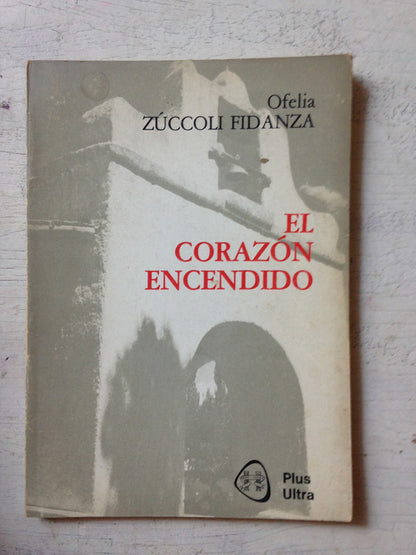 Ofelia
ZÚCCOLI FIDANZA
EL
CORAZÓN
ENCENDIDO
Plus
Ultra